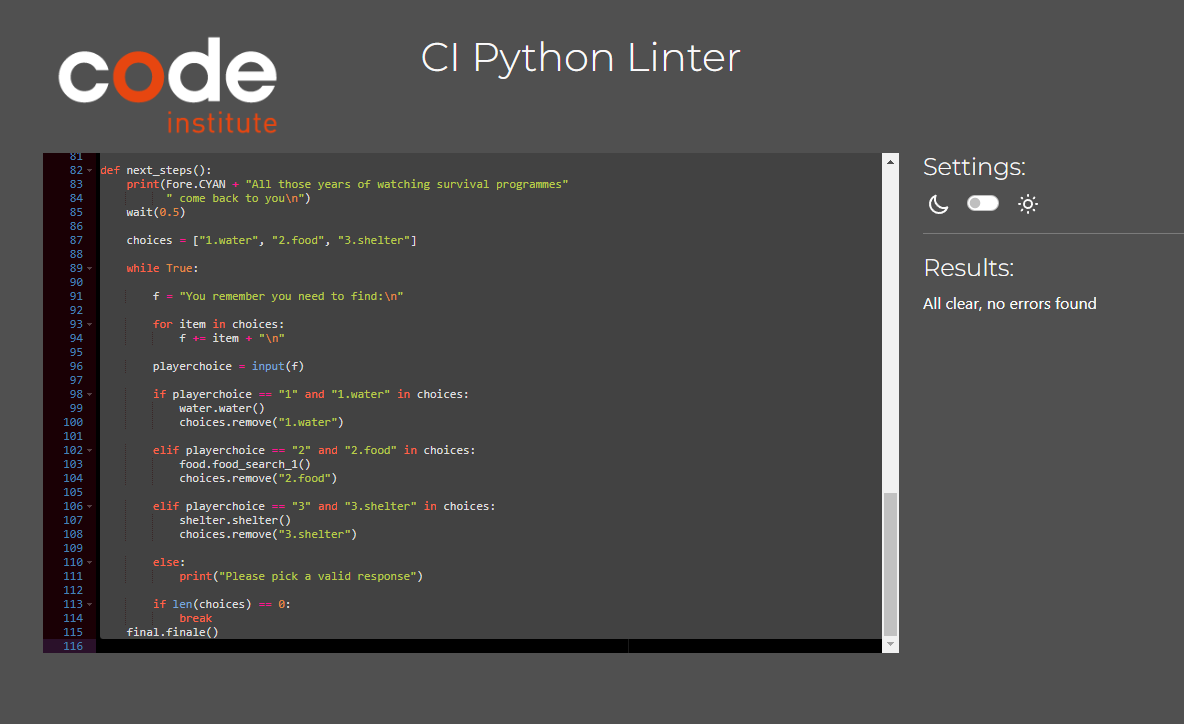 code
institute
CI Python Linter
81
82 def next_steps():
83     print(Fore.CYAN + "All those years of watching survival programmes"
84           " come back to you\n")
85     wait(0.5)
86
87     choices = ["1.water", "2.food", "3.shelter"]
88
89     while True:
90
91         f = "You remember you need to find:\n"
92
93         for item in choices:
94             f += item + "\n"
95
96         playerchoice = input(f)
97
98         if playerchoice == "1" and "1.water" in choices:
99             water.water()
100             choices.remove("1.water")
101
102         elif playerchoice == "2" and "2.food" in choices:
103             food.food_search_1()
104             choices.remove("2.food")
105
106         elif playerchoice == "3" and "3.shelter" in choices:
107             shelter.shelter()
108             choices.remove("3.shelter")
109
110         else:
111             print("Please pick a valid response")
112
113         if len(choices) == 0:
114             break
115     final.finale()
116
Settings:
Results:
All clear, no errors found